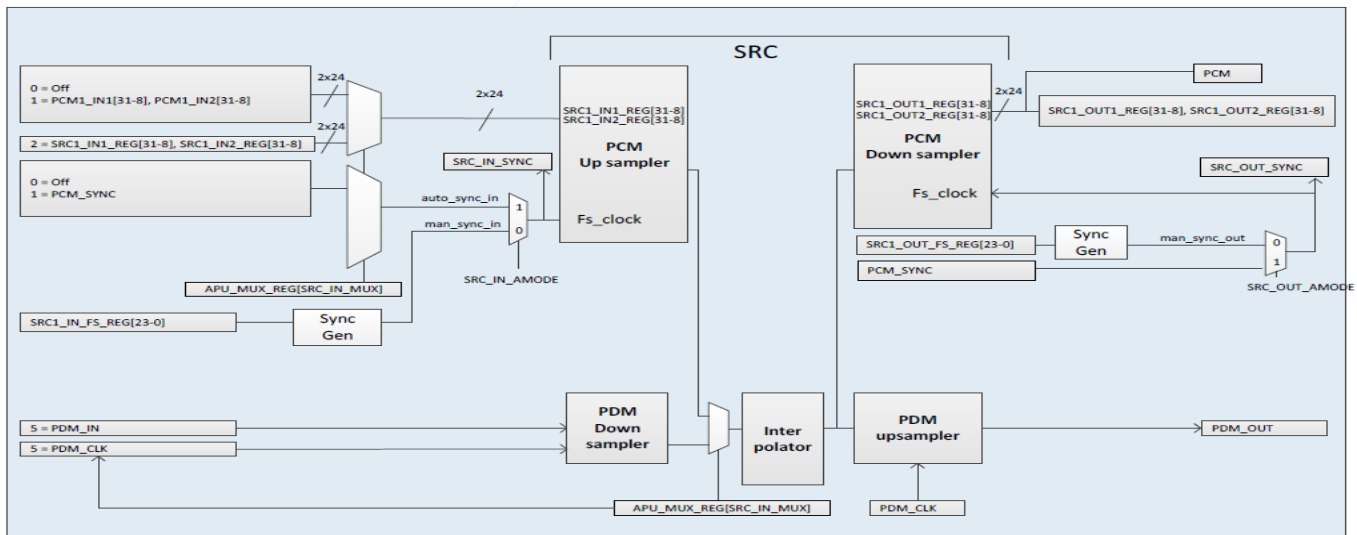 SRC
0 = Off
1 = PCM1_IN1[31-8], PCM1_IN2[31-8]
2x24
2x24
2 = SRC1_IN1_REG[31-8], SRC1_IN2_REG[31-8]
0 = Off
1 = PCM_SYNC
APU_MUX_REG[SRC_IN_MUX]
SRC1_IN_FS_REG[23-0]
Sync
Gen
2x24
SRC_IN_SYNC
auto_sync_in
man_sync_in
1
0
SRC_IN_AMODE
SRC1_IN1_REG[31-8]
SRC1_IN2_REG[31-8]
PCM
Up sampler
Fs_clock
SRC1_OUT1_REG[31-8]
SRC1_OUT2_REG[31-8]
PCM
Down sampler
Fs_clock
2x24
PCM
SRC1_OUT1_REG[31-8], SRC1_OUT2_REG[31-8]
SRC_OUT_SYNC
SRC1_OUT_FS_REG[23-0]
Sync
Gen
man_sync_out
0
1
PCM_SYNC
SRC_OUT_AMODE
5 = PDM_IN
5 = PDM_CLK
PDM
Down
sampler
Inter
polator
PDM
upsampler
PDM_OUT
APU_MUX_REG[SRC_IN_MUX]
PDM_CLK